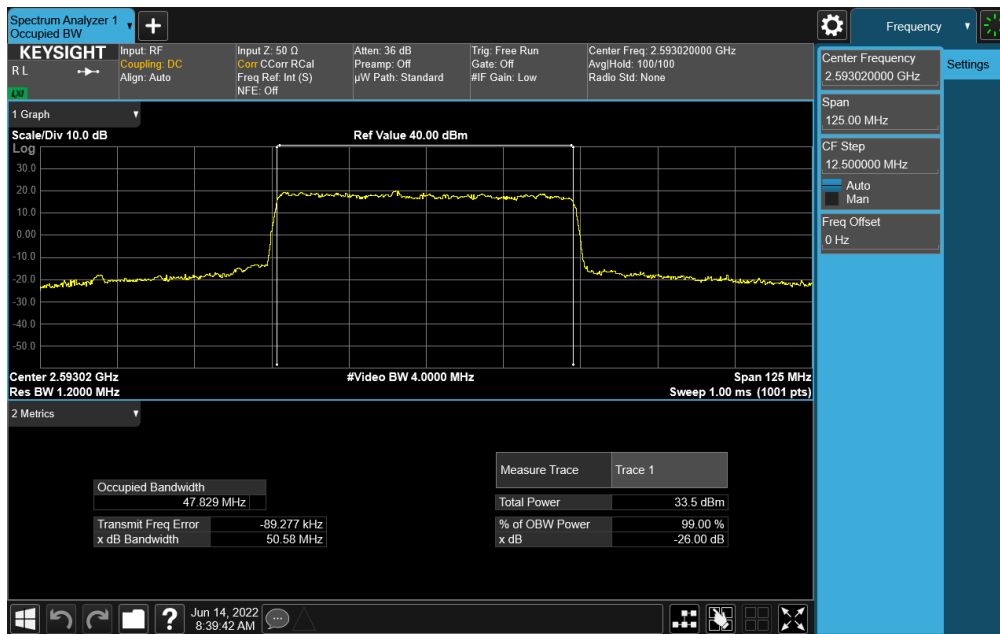 Spectrum Analyzer 1
Occupied BW
Frequency
KEYSIGHT
R L
LXI
Input: RF
Coupling: DC
Align: Auto
Input Z: 50 Ω
Corr CCorr RCal
Freq Ref: Int (S)
NFE: Off
Atten: 36 dB
Preamp: Off
µW Path: Standard
Trig: Free Run
Gate: Off
#IF Gain: Low
Center Freq: 2.593020000 GHz
Avg|Hold: 100/100
Radio Std: None
Center Frequency
2.593020000 GHz
Settings
Span
125.00 MHz
CF Step
12.500000 MHz
Auto
Man
Freq Offset
0 Hz
1 Graph
Scale/Div 10.0 dB
Ref Value 40.00 dBm
Log
30.0
20.0
10.0
0.00
-10.0
-20.0
-30.0
-40.0
-50.0
Center 2.59302 GHz
#Video BW 4.0000 MHz
Span 125 MHz
Res BW 1.2000 MHz
Sweep 1.00 ms (1001 pts)
2 Metrics
Measure Trace
Trace 1
Occupied Bandwidth
47.829 MHz
Total Power
33.5 dBm
Transmit Freq Error
-89.277 kHz
% of OBW Power
99.00 %
x dB Bandwidth
50.58 MHz
x dB
-26.00 dB
Jun 14, 2022
8:39:42 AM